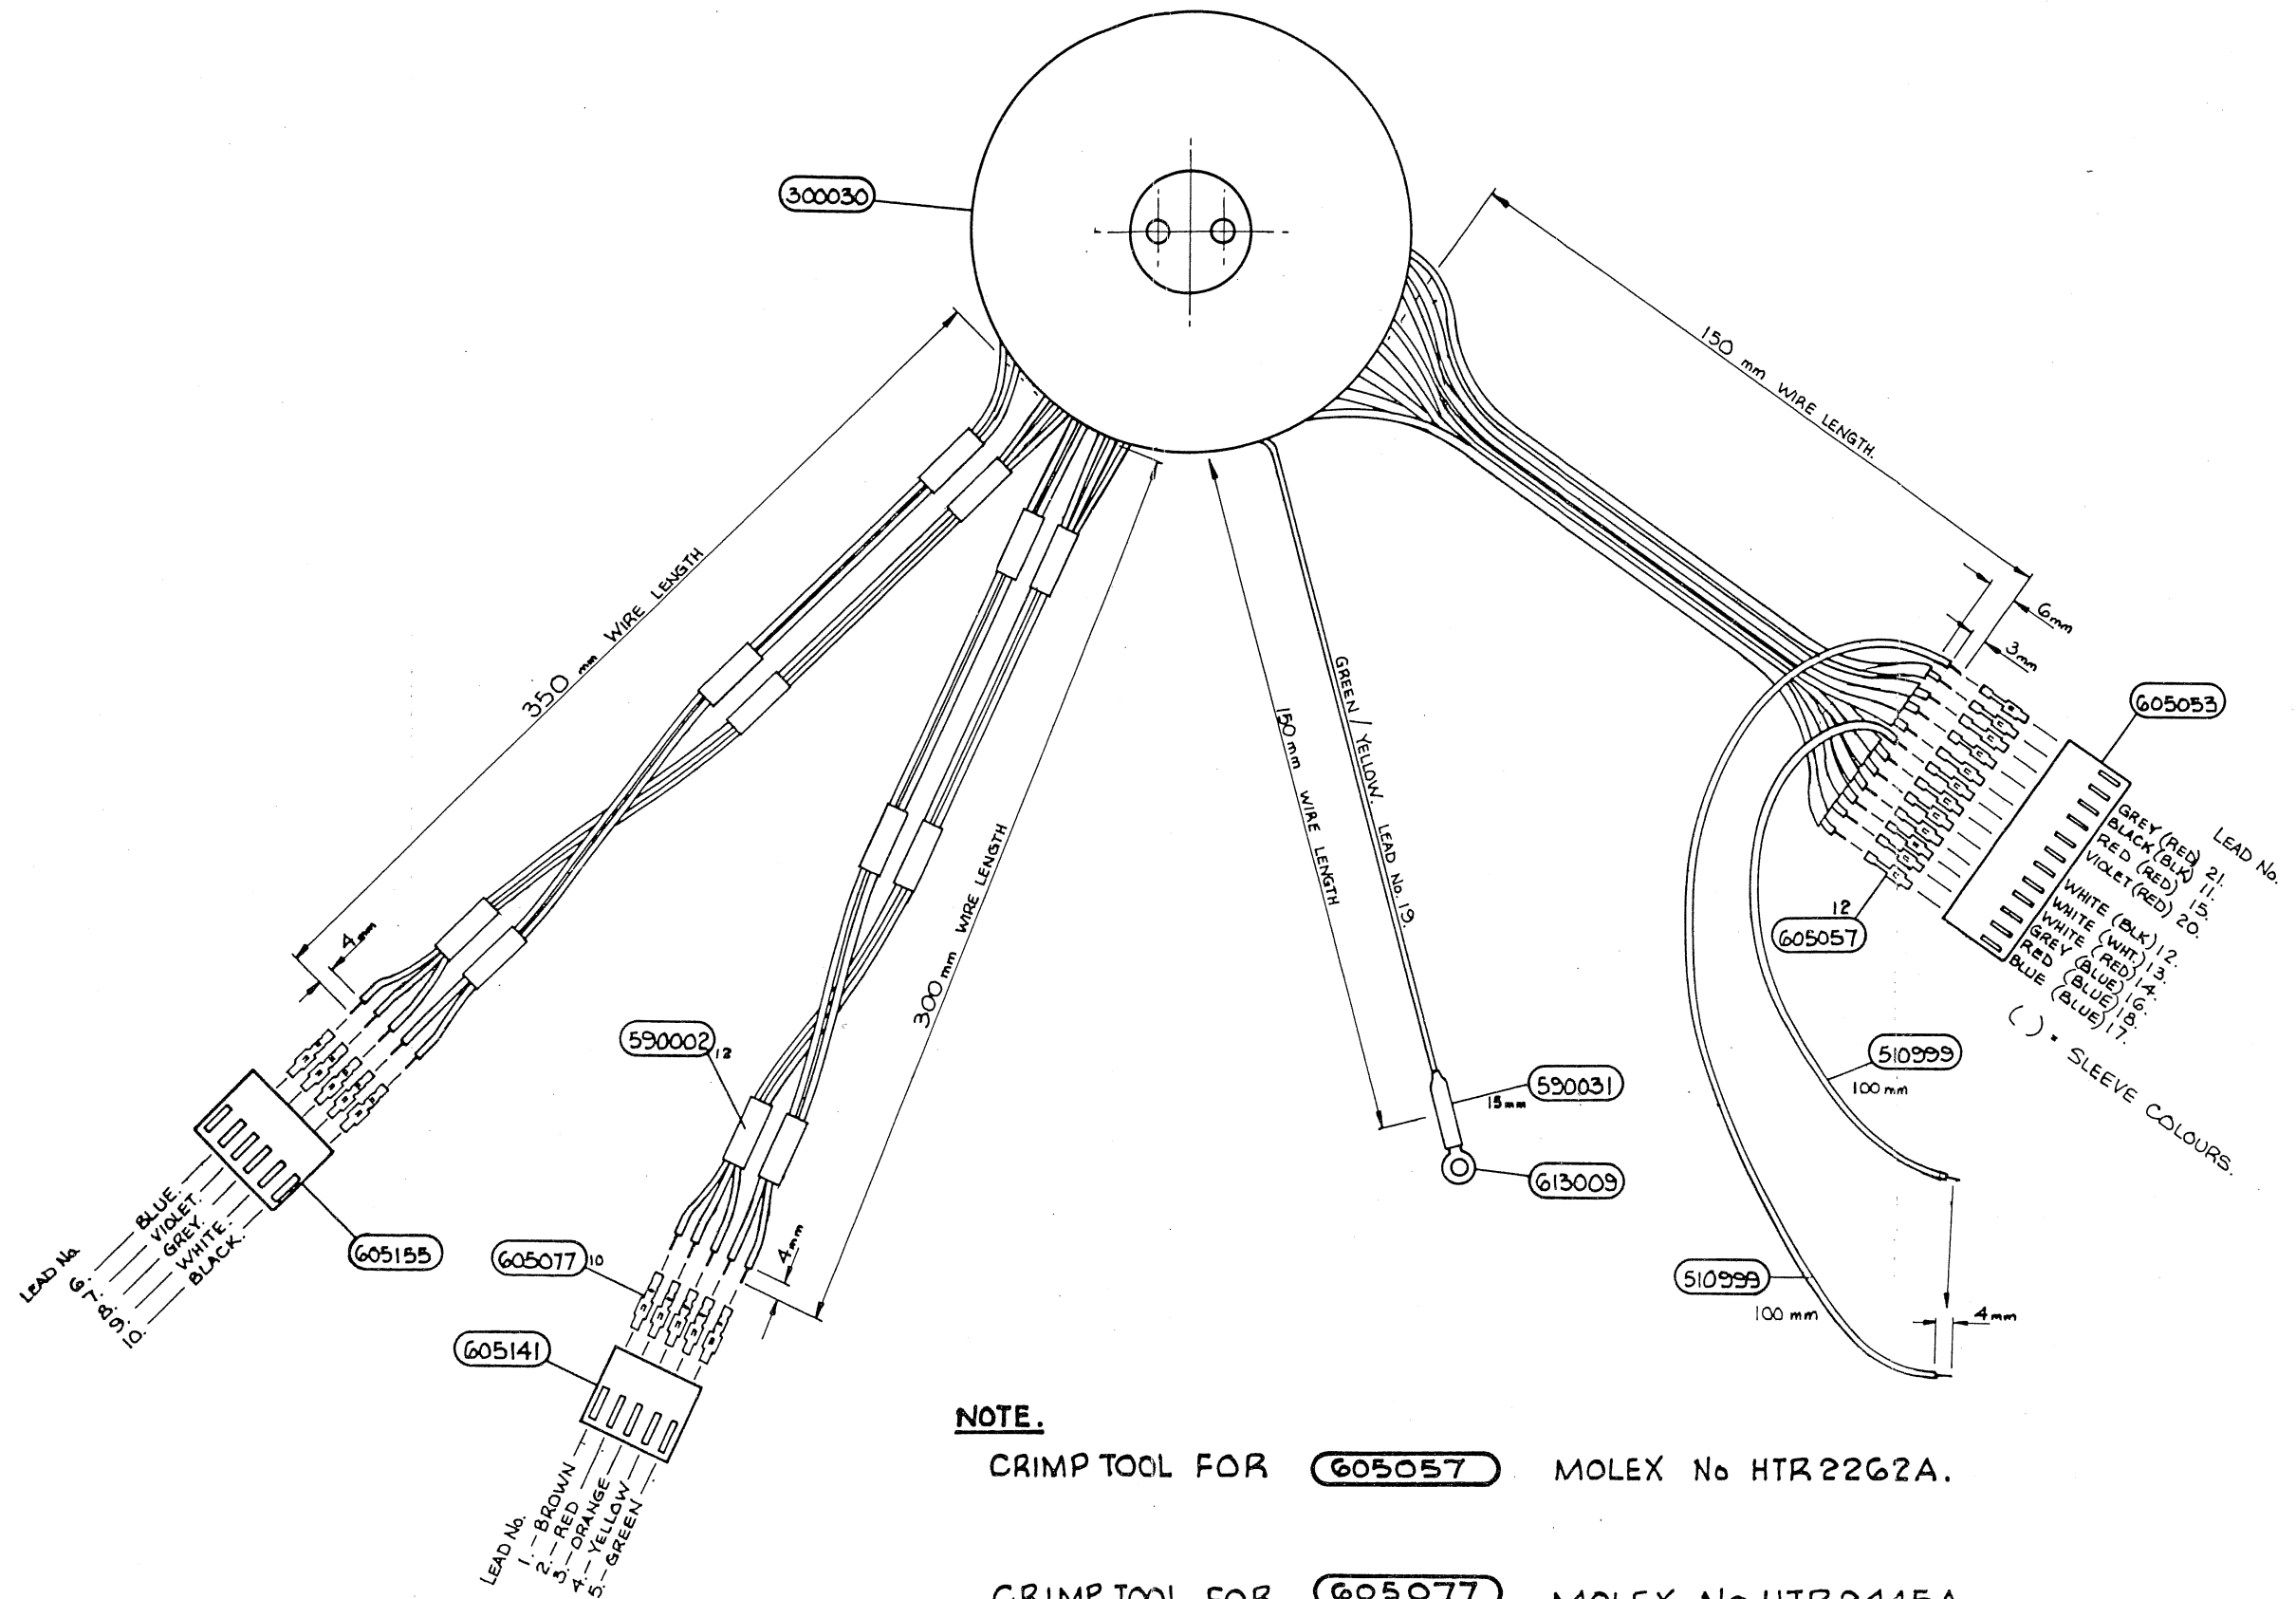 300030
150 mm WIRE LENGTH.
350 mm WIRE LENGTH
6mm
3mm
605053
GREEN / YELLOW. LEAD No. 19.
150 mm WIRE LENGTH
300 mm WIRE LENGTH
LEAD No.
GREY (RED) 21.
BLACK (BLK) 11.
RED (RED) 15.
VIOLET (RED) 20.
WHITE (BLK) 12.
WHITE (WHT.) 13.
WHITE (RED) 14.
GREY (BLUE) 16.
RED (BLUE) 18.
BLUE (BLUE) 17.
( ) = SLEEVE COLOURS.
12
605057
4mm
590002 12
510999
100 mm
590031
15mm
613009
605155
LEAD No.
6. BLUE.
7. VIOLET.
8. GREY.
9. WHITE.
10. BLACK.
605077 10
4mm
605141
510999
100 mm
4mm
LEAD No.
1. BROWN
2. RED
3. ORANGE
4. YELLOW
5. GREEN
NOTE.
CRIMP TOOL FOR 605057 MOLEX No HTR2262A.
CRIMP TOOL FOR 605077 MOLEX No